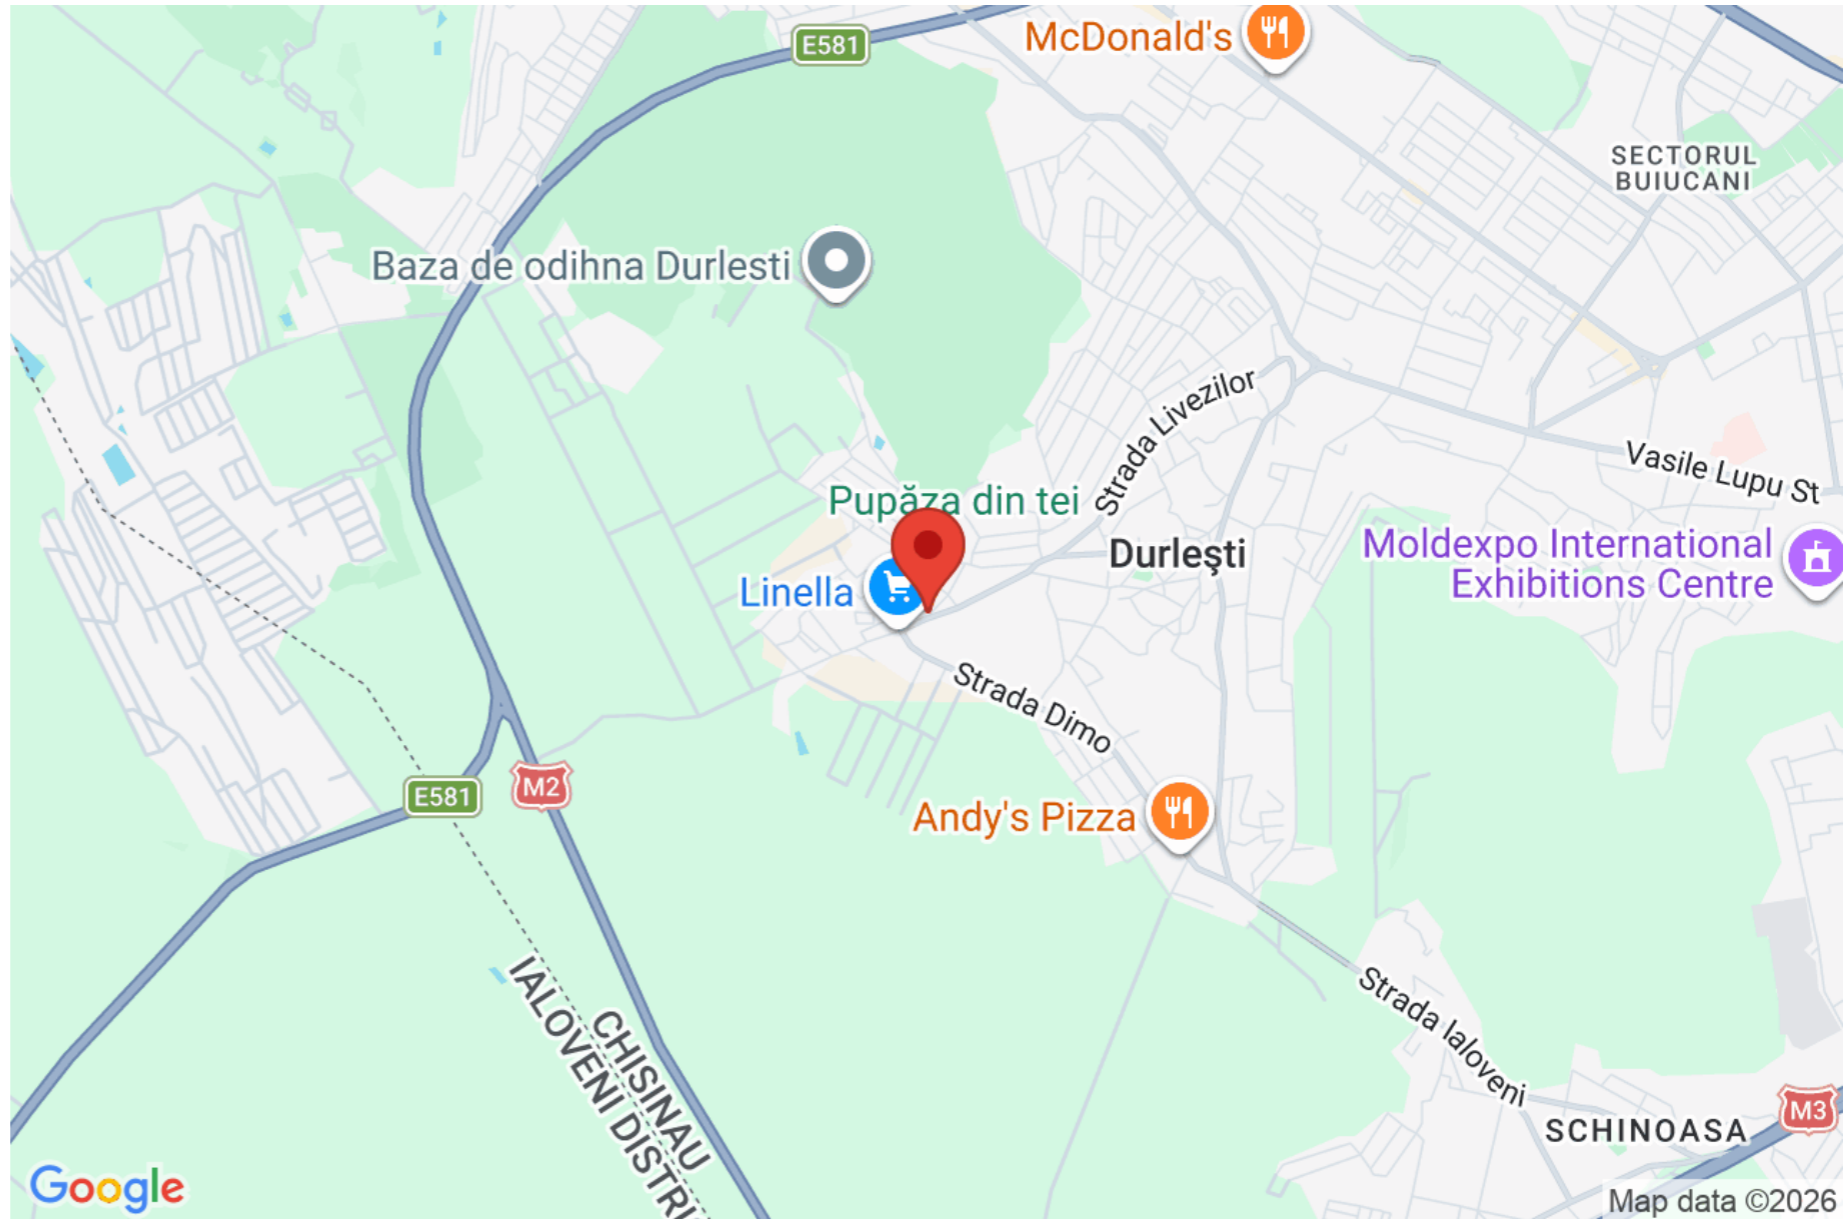 E581
McDonald's
SECTORUL
BUIUCANI
Baza de odihna Durlesti
Strada Livezilor
Vasile Lupu St
Pupăza din tei
Durleşti
Moldexpo International
Exhibitions Centre
Linella
Strada Dimo
E581
M2
Andy's Pizza
Strada Ialoveni
CHISINAU
IALOVENI DISTRI
SCHINOASA
M3
Google
Map data ©2026